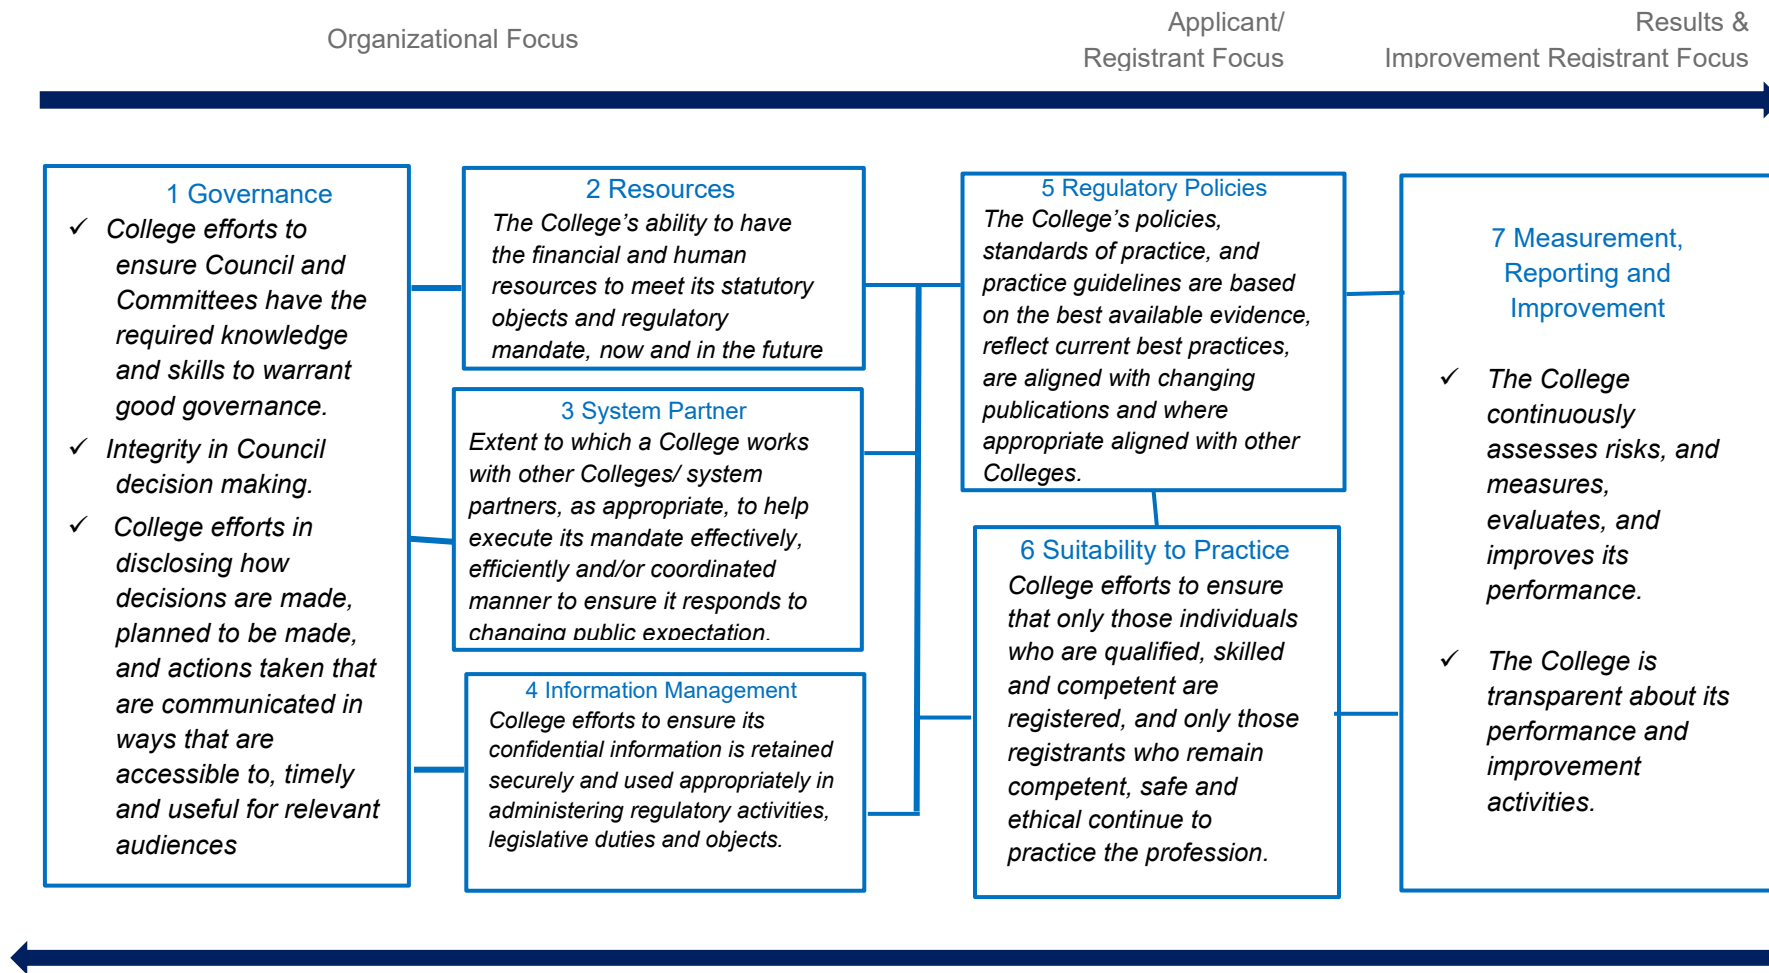 Organizational Focus
Applicant/
Registrant Focus
Results &
Improvement Registrant Focus
1 Governance
✓ College efforts to
ensure Council and
Committees have the
required knowledge
and skills to warrant
good governance.
✓ Integrity in Council
decision making.
✓ College efforts in
disclosing how
decisions are made,
planned to be made,
and actions taken that
are communicated in
ways that are
accessible to, timely
and useful for relevant
audiences
2 Resources
The College’s ability to have
the financial and human
resources to meet its statutory
objects and regulatory
mandate, now and in the future
3 System Partner
Extent to which a College works
with other Colleges/ system
partners, as appropriate, to help
execute its mandate effectively,
efficiently and/or coordinated
manner to ensure it responds to
changing public expectation.
4 Information Management
College efforts to ensure its
confidential information is retained
securely and used appropriately in
administering regulatory activities,
legislative duties and objects.
5 Regulatory Policies
The College’s policies,
standards of practice, and
practice guidelines are based
on the best available evidence,
reflect current best practices,
are aligned with changing
publications and where
appropriate aligned with other
Colleges.
6 Suitability to Practice
College efforts to ensure
that only those individuals
who are qualified, skilled
and competent are
registered, and only those
registrants who remain
competent, safe and
ethical continue to
practice the profession.
7 Measurement,
Reporting and
Improvement
✓ The College
continuously
assesses risks, and
measures,
evaluates, and
improves its
performance.
✓ The College is
transparent about its
performance and
improvement
activities.